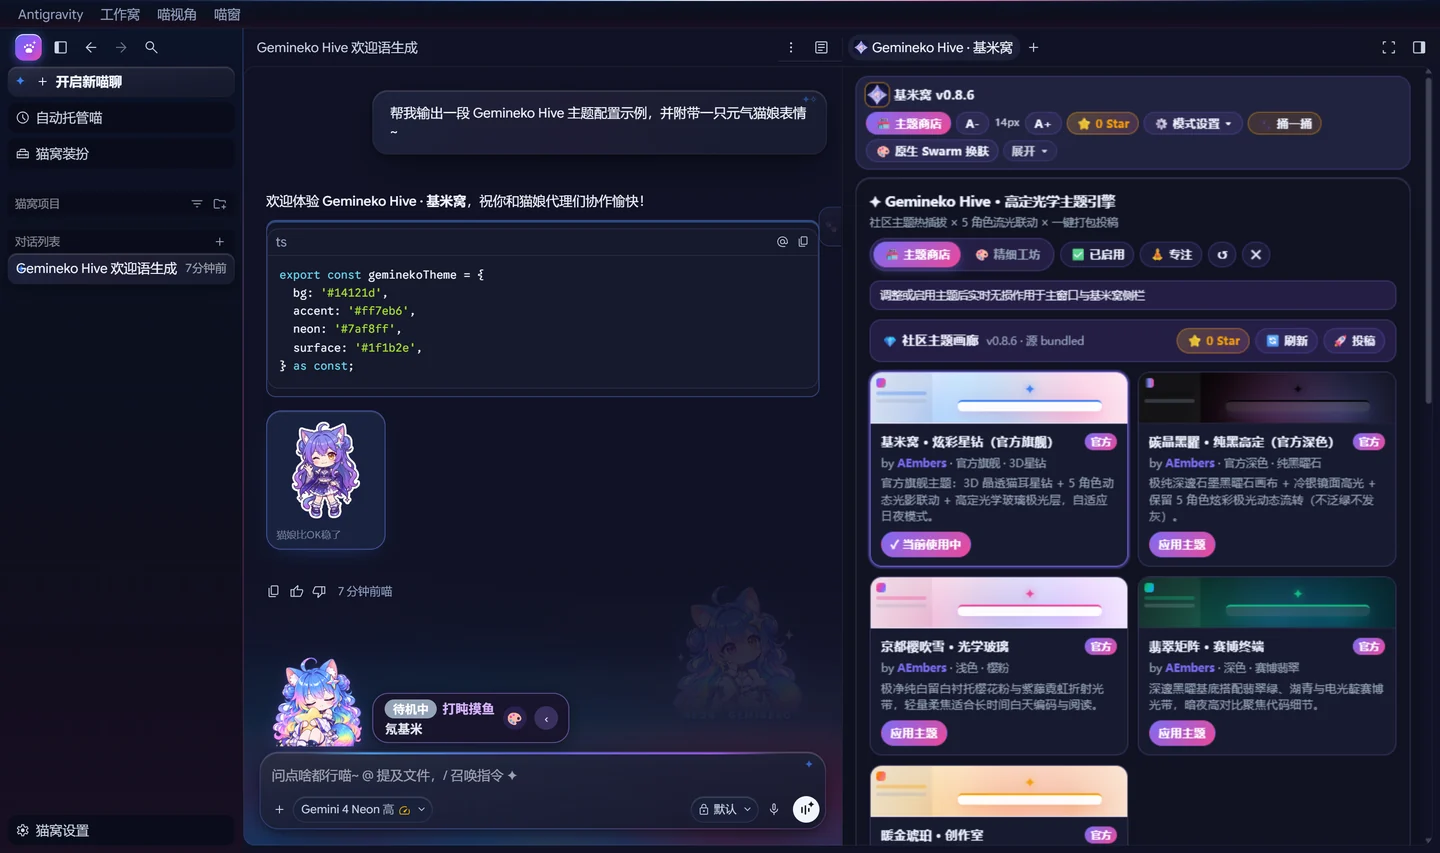 Antigravity 工作窝 喵视角 喵窗
开启新喵聊
自动托管喵
猫窝装扮
猫窝项目
对话列表
Gemineko Hive 欢迎语生成 7分钟前
猫窝设置
Gemineko Hive 欢迎语生成
帮我输出一段 Gemineko Hive 主题配置示例，并附带一只元气猫娘表情
~
欢迎体验 Gemineko Hive · 基米窝，祝你和猫娘代理们协作愉快！
ts
export const geminekoTheme = {
bg: '#14121d',
accent: '#ff7eb6',
neon: '#7af8ff',
surface: '#1f1b2e',
} as const;
猫娘比OK稳了
7 分钟前喵
待机中 打盹摸鱼
氖基米
问点啥都行喵~ @ 提及文件，/ 召唤指令 ✦
Gemini 4 Neon 高 默认
Gemineko Hive · 基米窝
基米窝 v0.8.6
主题商店 A- 14px A+ 0 Star 模式设置 捅一捅
原生 Swarm 换肤 展开
✦ Gemineko Hive • 高定光学主题引擎
社区主题热插拔 × 5 角色流光联动 × 一键打包投稿
主题商店 精细工坊 已启用 专注
调整或启用主题后实时无损作用于主窗口与基米窝侧栏
社区主题画廊 v0.8.6 · 源 bundled 0 Star 刷新 投稿
基米窝 • 炫彩星钻（官方旗舰） 官方
by AEmbers · 官方旗舰 · 3D星钻
官方旗舰主题：3D 晶透猫耳星钻 + 5 角色动
态光影联动 + 高定光学玻璃极光层，自适应
日夜模式。
✓ 当前使用中
碳晶黑曜 • 纯黑高定（官方深色） 官方
by AEmbers · 官方深色 · 纯黑曜石
极纯深邃石墨黑曜石画布 + 冷银镜面高光 +
保留 5 角色炫彩极光动态流转（不泛绿不发
灰）。
应用主题
京都樱吹雪 • 光学玻璃 官方
by AEmbers · 浅色 · 樱粉
极净纯白留白衬托樱花粉与紫藤霓虹折射光
带，轻量柔焦适合长时间白天编码与阅读。
应用主题
翡翠矩阵 • 赛博终端 官方
by AEmbers · 深色 · 赛博翡翠
深邃黑曜基底搭配翡翠绿、湖青与电光靛赛博
光带，暗夜高对比聚焦代码细节。
应用主题
暖金琥珀 • 创作室 官方